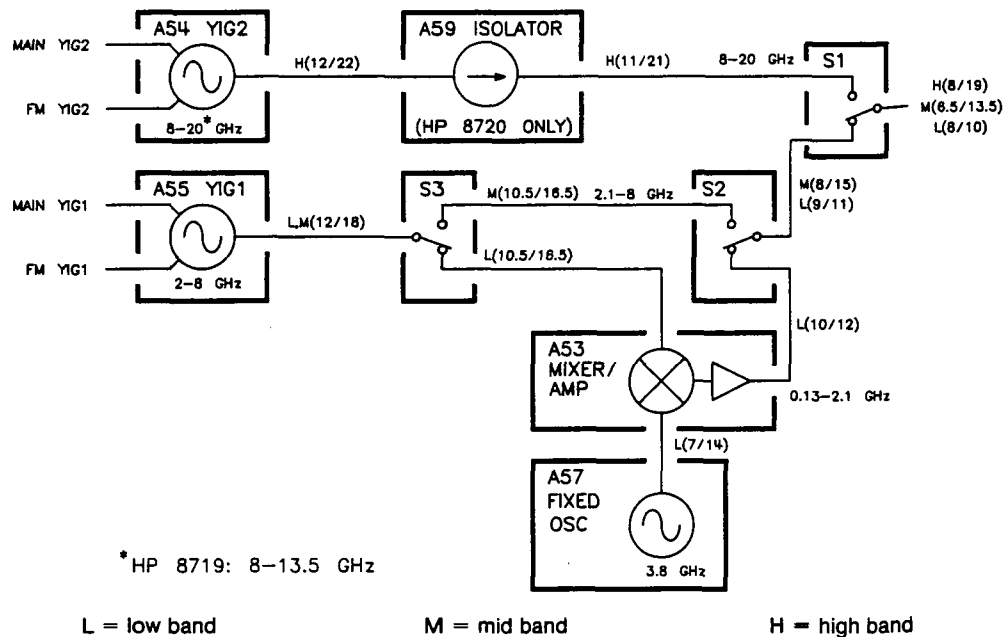 A54 YIG2
MAIN YIG2
FM YIG2
8-20*GHz
H(12/22)
A59 ISOLATOR
(HP 8720 ONLY)
H(11/21)
8-20 GHz
S1
H(8/19)
M(6.5/13.5)
L(8/10)
A55 YIG1
MAIN YIG1
FM YIG1
2-8 GHz
L,M(12/18)
S3
M(10.5/16.5)
2.1-8 GHz
L(10.5/16.5)
S2
M(8/15)
L(9/11)
L(10/12)
A53
MIXER/
AMP
0.13-2.1 GHz
L(7/14)
A57
FIXED
OSC
3.8 GHz
*HP 8719: 8-13.5 GHz
L = low band
M = mid band
H = high band